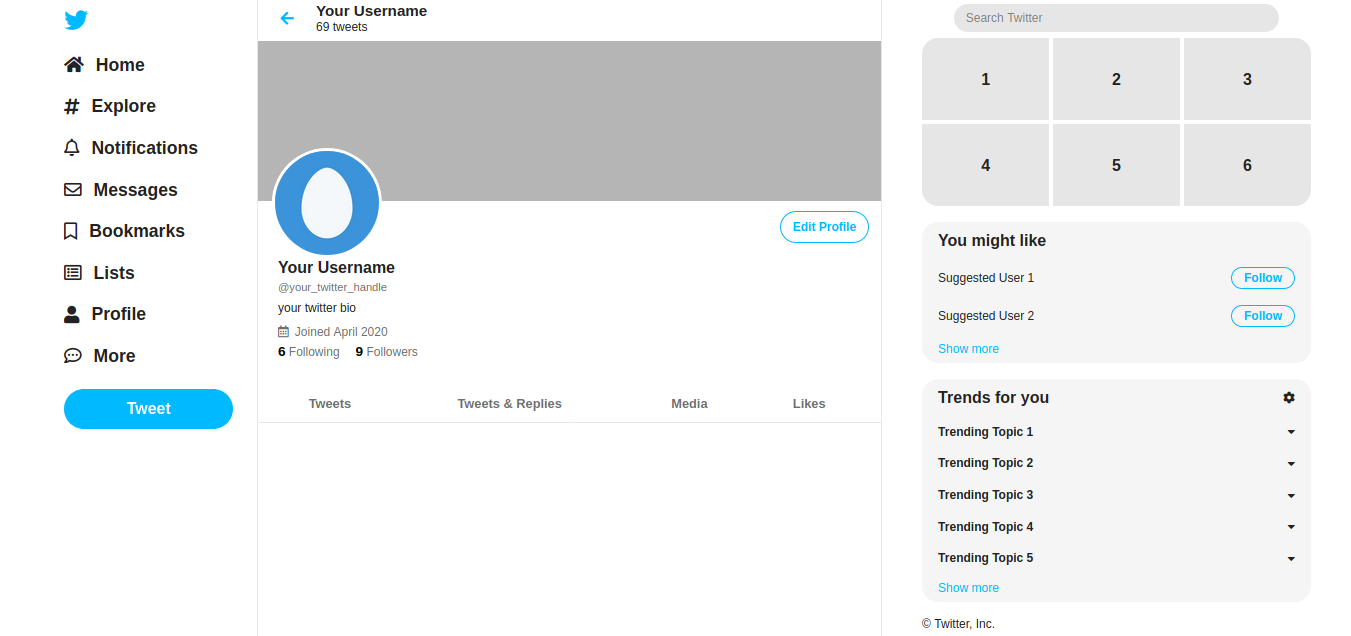 Home
Explore
Notifications
Messages
Bookmarks
Lists
Profile
More
Tweet
Your Username
69 tweets
Edit Profile
Your Username
@your_twitter_handle
your twitter bio
Joined April 2020
6 Following 9 Followers
Tweets Tweets & Replies Media Likes
Search Twitter
1 2 3
4 5 6
You might like
Suggested User 1 Follow
Suggested User 2 Follow
Show more
Trends for you
Trending Topic 1
Trending Topic 2
Trending Topic 3
Trending Topic 4
Trending Topic 5
Show more
© Twitter, Inc.